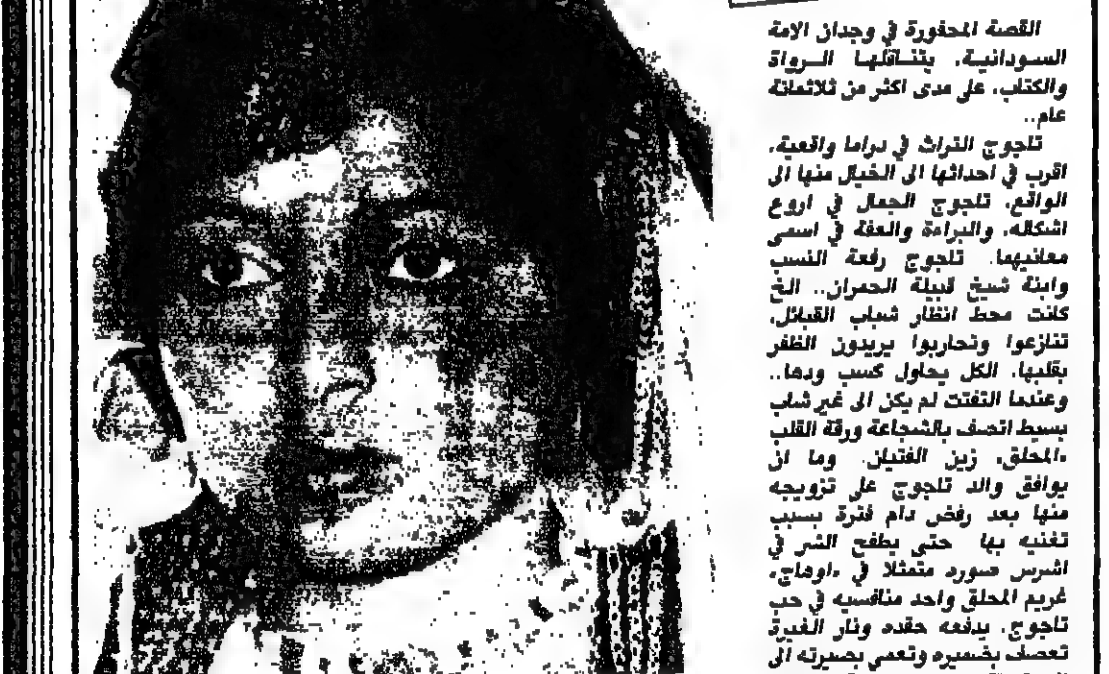 القصة المحفورة في وجدان الامة
السودانية، يتناقلها الرواة
والكتاب، على مدى اكثر من ثلاثمائة
عام..
تاجوج التراث في دراما واقعية،
اقرب في احداثها الى الخيال منها الى
الواقع، تاجوج الجمال في اروع
اشكاله، والبراءة والعفة في اسمى
معانيهما. تاجوج رفعة النسب
وابنة شيخ قبيلة الحمران.. الخ
كانت محط انظار شباب القبائل،
تنازعوا وتحاربوا يريدون الظفر
بقلبها، الكل يحاول كسب ودها..
وعندما التفتت لم يكن الى غير شاب
بسيط اتصف بالشجاعة ورقة القلب
«المحلق» زين الفتيان. وما ان
يوافق والد تاجوج على تزويجه
منها بعد رفض دام فترة بسبب
تغنيه بها حتى يطفح الشر في
اشرس صوره متمثلا في «اوهاج»
غريم المحلق واحد منافسيه في حب
تاجوج، يدفعه حقده ونار الغيرة
تعصف بضميره وتعمي بصيرته الى